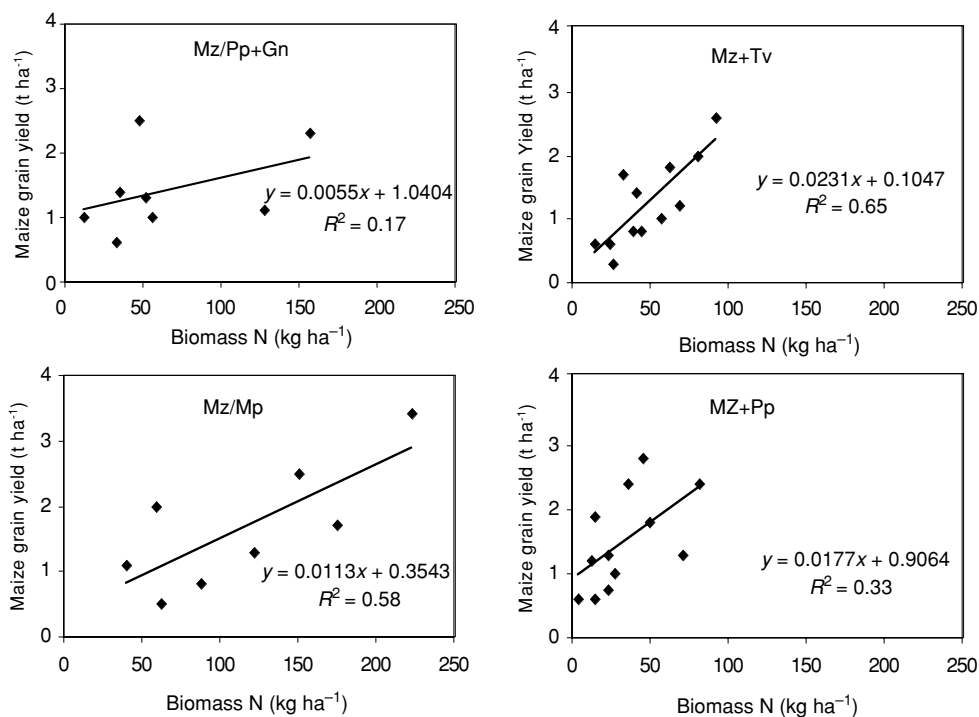 Mz/Pp+Gn
Maize grain yield (t ha-1)
4
3
2
1
0
y = 0.0055x + 1.0404
R2 = 0.17
0 50 100 150 200 250
Biomass N (kg ha–1)
Mz+Tv
Maize grain Yield (t ha-1)
4
3
2
1
0
y = 0.0231x + 0.1047
R2 = 0.65
0 50 100 150 200 250
Biomass N (kg ha–1)
Mz/Mp
Maize grain yield (t ha-1)
4
3
2
1
0
y = 0.0113x + 0.3543
R2 = 0.58
0 50 100 150 200 250
Biomass N (kg ha–1)
MZ+Pp
Maize grain yield (t ha-1)
4
3
2
1
0
y = 0.0177x + 0.9064
R2 = 0.33
0 50 100 150 200 250
Biomass N (kg ha–1)